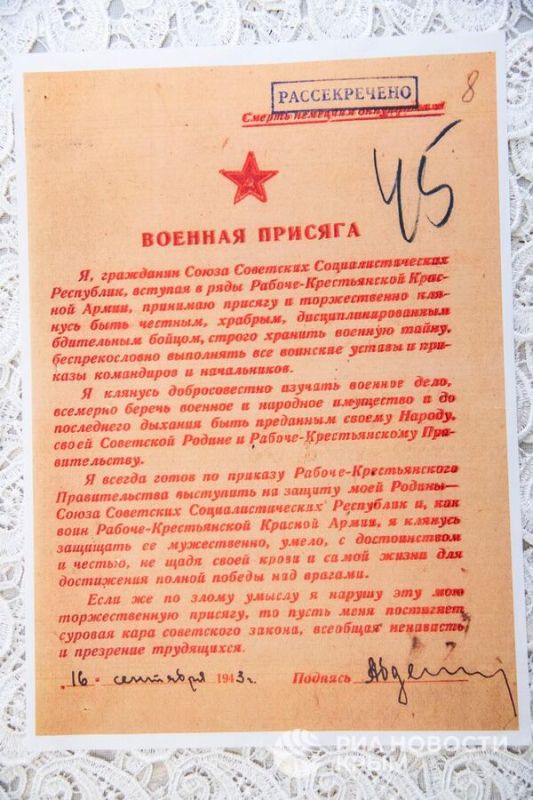 РАССЕКРЕЧЕНО
8
Смерть немецким оккупантам
45
ВОЕННАЯ ПРИСЯГА
Я, гражданин Союза Советских Социалистических
Республик, вступая в ряды Рабоче-Крестьянской Крас-
ной Армии, принимаю присягу и торжественно кля-
нусь быть честным, храбрым, дисциплинированным
бдительным бойцом, строго хранить военную тайну,
беспрекословно выполнять все воинские уставы и при-
казы командиров и начальников.
Я клянусь добросовестно изучать военное дело,
всемерно беречь военное и народное имущество и до
последнего дыхания быть преданным своему Народу,
своей Советской Родине и Рабоче-Крестьянскому Пра-
вительству.
Я всегда готов по приказу Рабоче-Крестьянского
Правительства выступить на защиту моей Родины—
Союза Советских Социалистических Республик и, как
воин Рабоче-Крестьянской Красной Армии, я клянусь
защищать ее мужественно, умело, с достоинством
и честью, не щадя своей крови и самой жизни для
достижения полной победы над врагами.
Если же по злому умыслу я нарушу эту мою
торжественную присягу, то пусть меня постигнет
суровая кара советского закона, всеобщая ненависть
и презрение трудящихся.
16 сентября 1943г. Подпись
РИА НОВОСТИ
КРЫМ